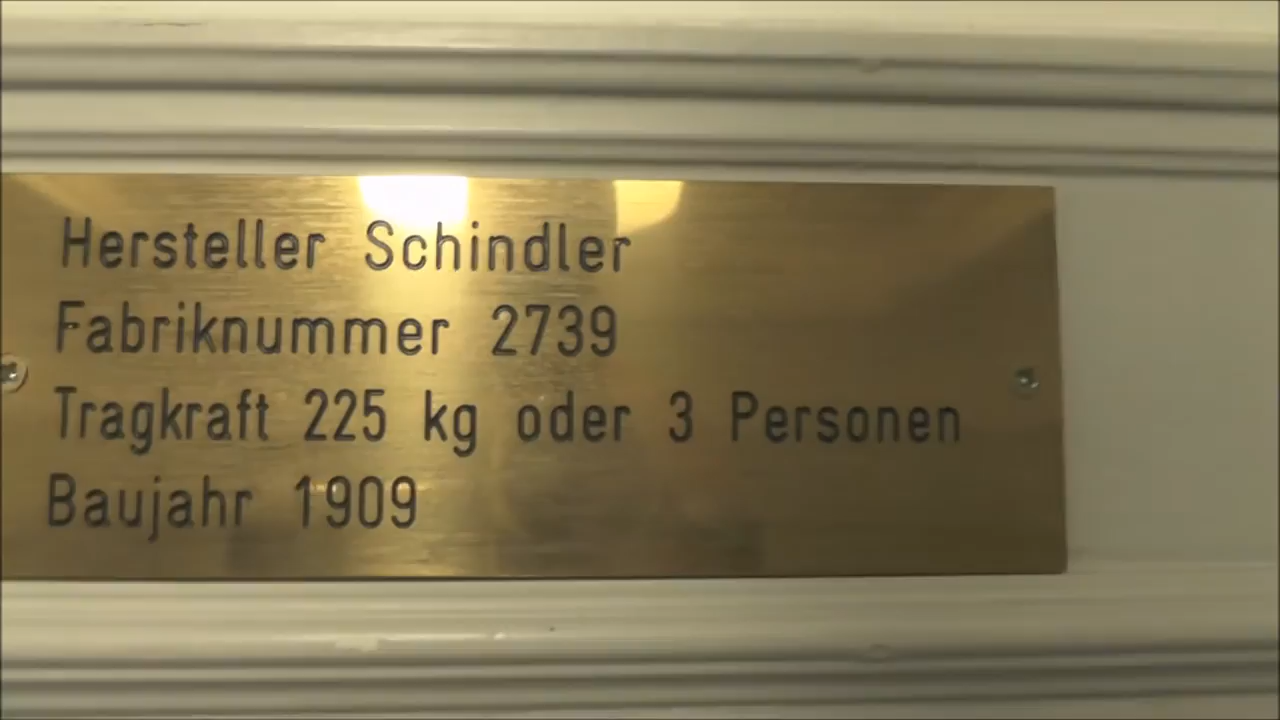 Hersteller Schindler
Fabriknummer 2739
Tragkraft 225 kg oder 3 Personen
Baujahr 1909